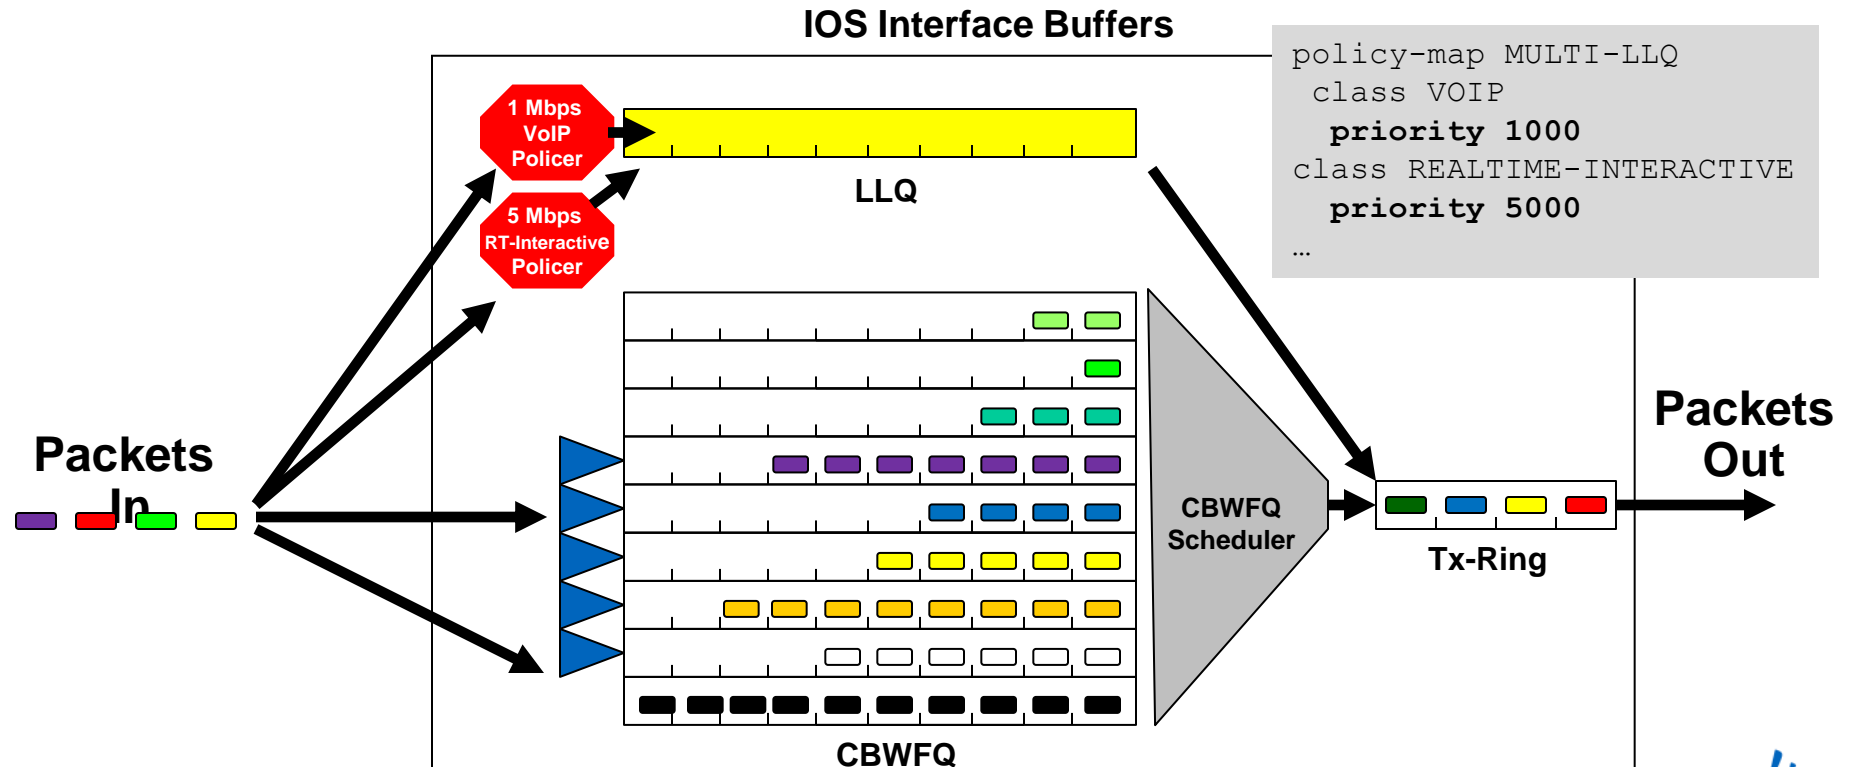 IOS Interface Buffers
policy-map MULTI-LLQ
class VOIP
priority 1000
class REALTIME-INTERACTIVE
priority 5000
…
1 Mbps
VoIP
Policer
LLQ
5 Mbps
RT-Interactive
Policer
Packets
In
CBWFQ
Scheduler
Tx-Ring
Packets
Out
CBWFQ